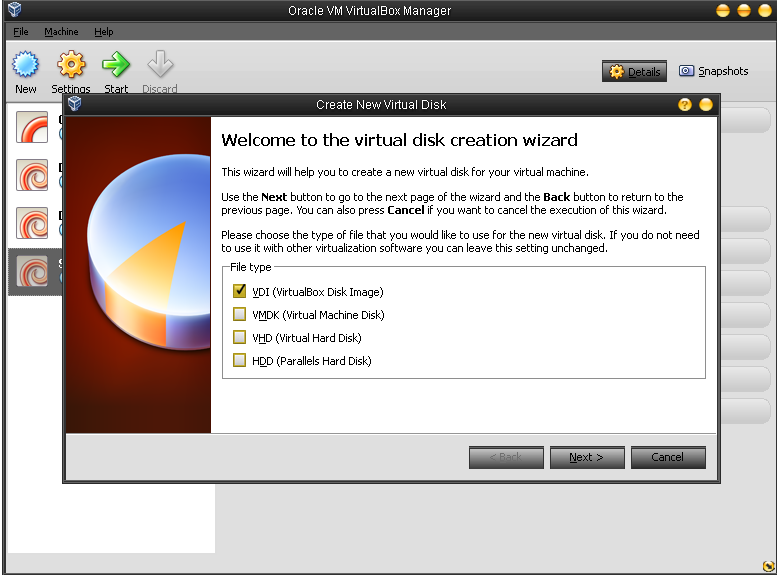 Oracle VM VirtualBox Manager
File Machine Help
New Settings Start Discard
Details Snapshots
Create New Virtual Disk
Welcome to the virtual disk creation wizard
This wizard will help you to create a new virtual disk for your virtual machine.
Use the Next button to go to the next page of the wizard and the Back button to return to the
previous page. You can also press Cancel if you want to cancel the execution of this wizard.
Please choose the type of file that you would like to use for the new virtual disk. If you do not need
to use it with other virtualization software you can leave this setting unchanged.
File type
VDI (VirtualBox Disk Image)
VMDK (Virtual Machine Disk)
VHD (Virtual Hard Disk)
HDD (Parallels Hard Disk)
< Back Next > Cancel